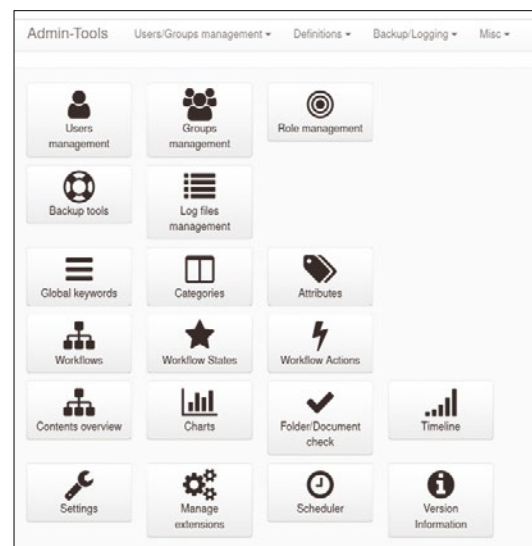 Admin-Tools Users/Groups management Definitions Backup/Logging Misc
Users
management
Groups
management
Role management
Backup tools
Log files
management
Global keywords
Categories
Attributes
Workflows
Workflow States
Workflow Actions
Contents overview
Charts
Folder/Document
check
Timeline
Settings
Manage
extensions
Scheduler
Version
Information